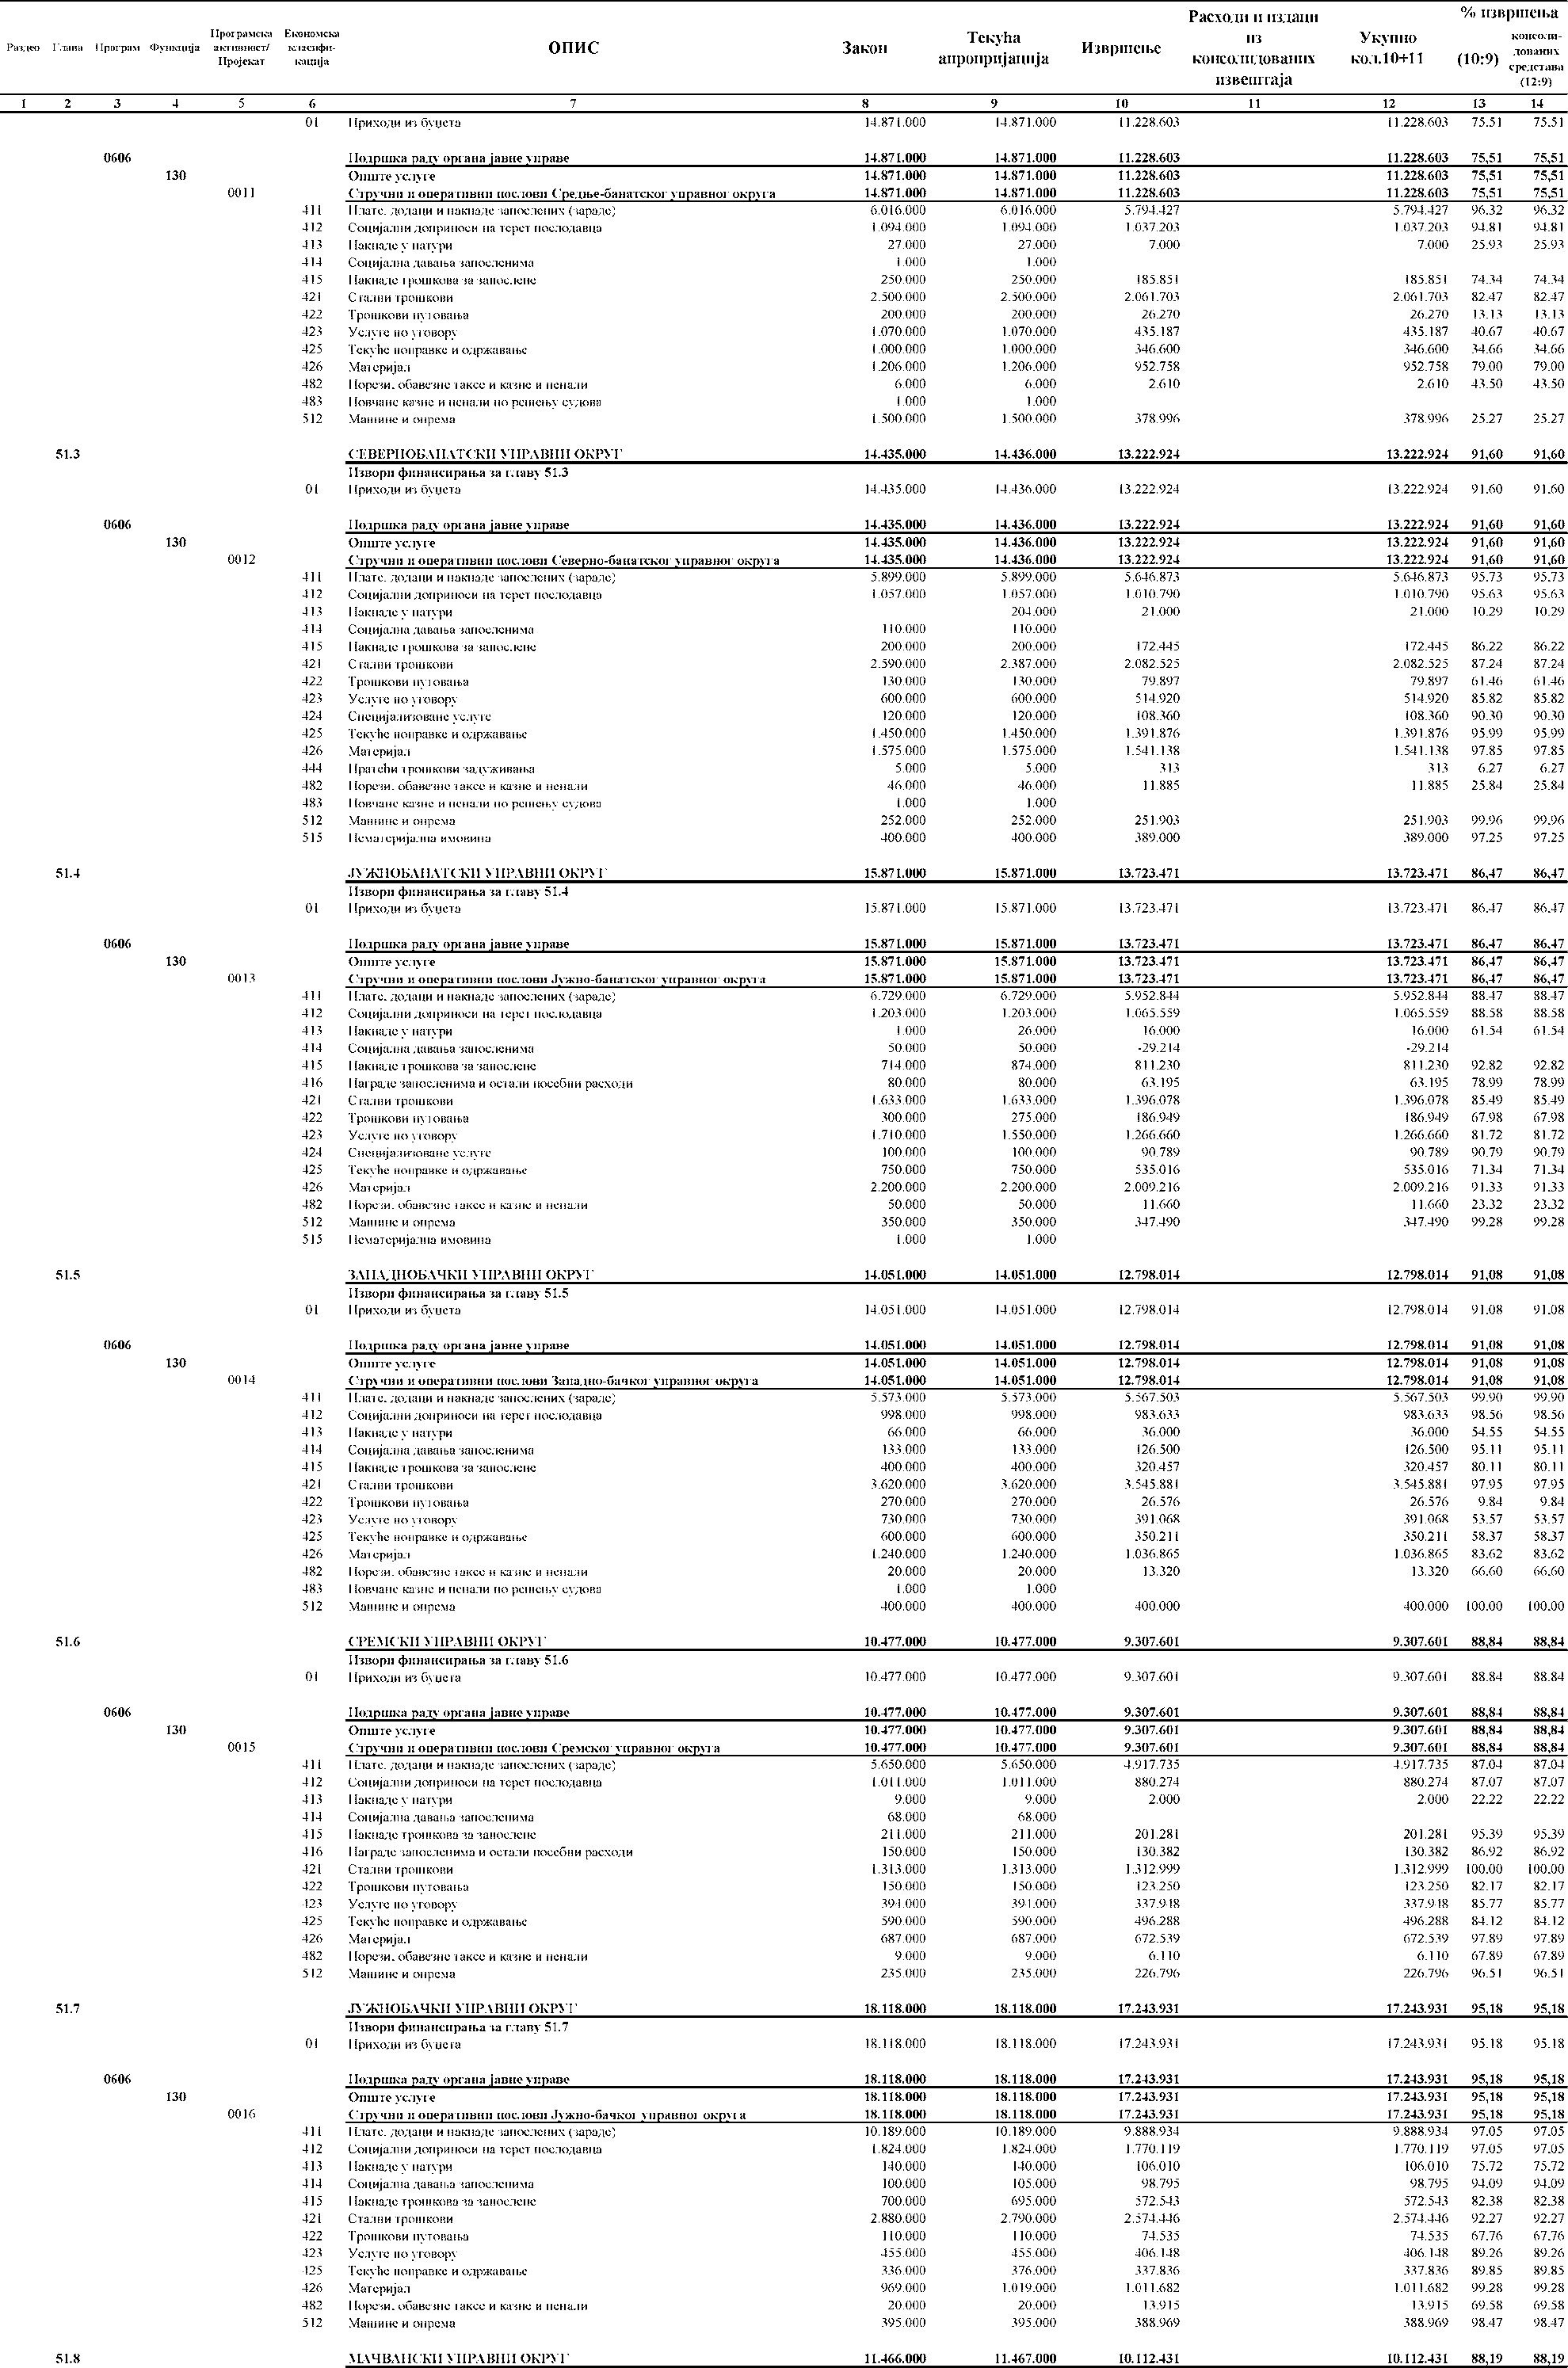 Раздео Глава Програм Функција Програмска активност/ Пројекат Економска класифи- кација ОПИС Закон Текућа апропријација Извршење Расходи и издаци из консолидованих извештаја Укупно кол.10+11 % извршења (10:9) консоли- дованих средстава (12:9)
1 2 3 4 5 6 7 8 9 10 11 12 13 14
01 Приходи из буџета 14.871.000 14.871.000 11.228.603 11.228.603 75,51 75,51
0606 Подршка раду органа јавне управе 14.871.000 14.871.000 11.228.603 11.228.603 75,51 75,51
130 Опште услуге 14.871.000 14.871.000 11.228.603 11.228.603 75,51 75,51
0011 Стручни и оперативни послови Средње-банатског управног округа 14.871.000 14.871.000 11.228.603 11.228.603 75,51 75,51
411 Плате, додаци и накнаде запослених (зараде) 6.016.000 6.016.000 5.794.427 5.794.427 96,32 96,32
412 Социјални доприноси на терет послодавца 1.094.000 1.094.000 1.037.203 1.037.203 94,81 94,81
413 Накнаде у натури 27.000 27.000 7.000 7.000 25,93 25,93
414 Социјална давања запосленима 1.000 1.000
415 Накнаде трошкова за запослене 250.000 250.000 185.851 185.851 74,34 74,34
421 Стални трошкови 2.500.000 2.500.000 2.061.703 2.061.703 82,47 82,47
422 Трошкови путовања 200.000 200.000 26.270 26.270 13,13 13,13
423 Услуге по уговору 1.070.000 1.070.000 435.187 435.187 40,67 40,67
425 Текуће поправке и одржавање 1.000.000 1.000.000 346.600 346.600 34,66 34,66
426 Материјал 1.206.000 1.206.000 952.758 952.758 79,00 79,00
482 Порези, обавезне таксе и казне и пенали 6.000 6.000 2.610 2.610 43,50 43,50
483 Новчане казне и пенали по решењу судова 1.000 1.000
512 Машине и опрема 1.500.000 1.500.000 378.996 378.996 25,27 25,27
51.3 СЕВЕРНОБАНАТСКИ УПРАВНИ ОКРУГ 14.435.000 14.436.000 13.222.924 13.222.924 91,60 91,60
Извори финансирања за главу 51.3
01 Приходи из буџета 14.435.000 14.436.000 13.222.924 13.222.924 91,60 91,60
0606 Подршка раду органа јавне управе 14.435.000 14.436.000 13.222.924 13.222.924 91,60 91,60
130 Опште услуге 14.435.000 14.436.000 13.222.924 13.222.924 91,60 91,60
0012 Стручни и оперативни послови Северно-банатског управног округа 14.435.000 14.436.000 13.222.924 13.222.924 91,60 91,60
411 Плате, додаци и накнаде запослених (зараде) 5.899.000 5.899.000 5.646.873 5.646.873 95,73 95,73
412 Социјални доприноси на терет послодавца 1.057.000 1.057.000 1.010.790 1.010.790 95,63 95,63
413 Накнаде у натури 204.000 21.000 21.000 10,29 10,29
414 Социјална давања запосленима 110.000 110.000
415 Накнаде трошкова за запослене 200.000 200.000 172.445 172.445 86,22 86,22
421 Стални трошкови 2.590.000 2.387.000 2.082.525 2.082.525 87,24 87,24
422 Трошкови путовања 130.000 130.000 79.897 79.897 61,46 61,46
423 Услуге по уговору 600.000 600.000 514.920 514.920 85,82 85,82
424 Специјализоване услуге 120.000 120.000 108.360 108.360 90,30 90,30
425 Текуће поправке и одржавање 1.450.000 1.450.000 1.391.876 1.391.876 95,99 95,99
426 Материјал 1.575.000 1.575.000 1.541.138 1.541.138 97,85 97,85
444 Пратећи трошкови задуживања 5.000 5.000 313 313 6,27 6,27
482 Порези, обавезне таксе и казне и пенали 46.000 46.000 11.885 11.885 25,84 25,84
483 Новчане казне и пенали по решењу судова 1.000 1.000
512 Машине и опрема 252.000 252.000 251.903 251.903 99,96 99,96
515 Нематеријална имовина 400.000 400.000 389.000 389.000 97,25 97,25
51.4 ЈУЖНОБАНАТСКИ УПРАВНИ ОКРУГ 15.871.000 15.871.000 13.723.471 13.723.471 86,47 86,47
Извори финансирања за главу 51.4
01 Приходи из буџета 15.871.000 15.871.000 13.723.471 13.723.471 86,47 86,47
0606 Подршка раду органа јавне управе 15.871.000 15.871.000 13.723.471 13.723.471 86,47 86,47
130 Опште услуге 15.871.000 15.871.000 13.723.471 13.723.471 86,47 86,47
0013 Стручни и оперативни послови Јужно-банатског управног округа 15.871.000 15.871.000 13.723.471 13.723.471 86,47 86,47
411 Плате, додаци и накнаде запослених (зараде) 6.729.000 6.729.000 5.952.844 5.952.844 88,47 88,47
412 Социјални доприноси на терет послодавца 1.203.000 1.203.000 1.065.559 1.065.559 88,58 88,58
413 Накнаде у натури 1.000 26.000 16.000 16.000 61,54 61,54
414 Социјална давања запосленима 50.000 50.000 -29.214 -29.214
415 Накнаде трошкова за запослене 714.000 874.000 811.230 811.230 92,82 92,82
416 Награде запосленима и остали посебни расходи 80.000 80.000 63.195 63.195 78,99 78,99
421 Стални трошкови 1.633.000 1.633.000 1.396.078 1.396.078 85,49 85,49
422 Трошкови путовања 300.000 275.000 186.949 186.949 67,98 67,98
423 Услуге по уговору 1.710.000 1.550.000 1.266.660 1.266.660 81,72 81,72
424 Специјализоване услуге 100.000 100.000 90.789 90.789 90,79 90,79
425 Текуће поправке и одржавање 750.000 750.000 535.016 535.016 71,34 71,34
426 Материјал 2.200.000 2.200.000 2.009.216 2.009.216 91,33 91,33
482 Порези, обавезне таксе и казне и пенали 50.000 50.000 11.660 11.660 23,32 23,32
512 Машине и опрема 350.000 350.000 347.490 347.490 99,28 99,28
515 Нематеријална имовина 1.000 1.000
51.5 ЗАПАДНОБАЧКИ УПРАВНИ ОКРУГ 14.051.000 14.051.000 12.798.014 12.798.014 91,08 91,08
Извори финансирања за главу 51.5
01 Приходи из буџета 14.051.000 14.051.000 12.798.014 12.798.014 91,08 91,08
0606 Подршка раду органа јавне управе 14.051.000 14.051.000 12.798.014 12.798.014 91,08 91,08
130 Опште услуге 14.051.000 14.051.000 12.798.014 12.798.014 91,08 91,08
0014 Стручни и оперативни послови Западно-бачког управног округа 14.051.000 14.051.000 12.798.014 12.798.014 91,08 91,08
411 Плате, додаци и накнаде запослених (зараде) 5.573.000 5.573.000 5.567.503 5.567.503 99,90 99,90
412 Социјални доприноси на терет послодавца 998.000 998.000 983.633 983.633 98,56 98,56
413 Накнаде у натури 66.000 66.000 36.000 36.000 54,55 54,55
414 Социјална давања запосленима 133.000 133.000 126.500 126.500 95,11 95,11
415 Накнаде трошкова за запослене 400.000 400.000 320.457 320.457 80,11 80,11
421 Стални трошкови 3.620.000 3.620.000 3.545.881 3.545.881 97,95 97,95
422 Трошкови путовања 270.000 270.000 26.576 26.576 9,84 9,84
423 Услуге по уговору 730.000 730.000 391.068 391.068 53,57 53,57
425 Текуће поправке и одржавање 600.000 600.000 350.211 350.211 58,37 58,37
426 Материјал 1.240.000 1.240.000 1.036.865 1.036.865 83,62 83,62
482 Порези, обавезне таксе и казне и пенали 20.000 20.000 13.320 13.320 66,60 66,60
483 Новчане казне и пенали по решењу судова 1.000 1.000
512 Машине и опрема 400.000 400.000 400.000 400.000 100,00 100,00
51.6 СРЕМСКИ УПРАВНИ ОКРУГ 10.477.000 10.477.000 9.307.601 9.307.601 88,84 88,84
Извори финансирања за главу 51.6
01 Приходи из буџета 10.477.000 10.477.000 9.307.601 9.307.601 88,84 88,84
0606 Подршка раду органа јавне управе 10.477.000 10.477.000 9.307.601 9.307.601 88,84 88,84
130 Опште услуге 10.477.000 10.477.000 9.307.601 9.307.601 88,84 88,84
0015 Стручни и оперативни послови Сремског управног округа 10.477.000 10.477.000 9.307.601 9.307.601 88,84 88,84
411 Плате, додаци и накнаде запослених (зараде) 5.650.000 5.650.000 4.917.735 4.917.735 87,04 87,04
412 Социјални доприноси на терет послодавца 1.011.000 1.011.000 880.274 880.274 87,07 87,07
413 Накнаде у натури 9.000 9.000 2.000 2.000 22,22 22,22
414 Социјална давања запосленима 68.000 68.000
415 Накнаде трошкова за запослене 211.000 211.000 201.281 201.281 95,39 95,39
416 Награде запосленима и остали посебни расходи 150.000 150.000 130.382 130.382 86,92 86,92
421 Стални трошкови 1.313.000 1.313.000 1.312.999 1.312.999 100,00 100,00
422 Трошкови путовања 150.000 150.000 123.250 123.250 82,17 82,17
423 Услуге по уговору 394.000 394.000 337.948 337.948 85,77 85,77
425 Текуће поправке и одржавање 590.000 590.000 496.288 496.288 84,12 84,12
426 Материјал 687.000 687.000 672.539 672.539 97,89 97,89
482 Порези, обавезне таксе и казне и пенали 9.000 9.000 6.110 6.110 67,89 67,89
512 Машине и опрема 235.000 235.000 226.796 226.796 96,51 96,51
51.7 ЈУЖНОБАЧКИ УПРАВНИ ОКРУГ 18.118.000 18.118.000 17.243.931 17.243.931 95,18 95,18
Извори финансирања за главу 51.7
01 Приходи из буџета 18.118.000 18.118.000 17.243.931 17.243.931 95,18 95,18
0606 Подршка раду органа јавне управе 18.118.000 18.118.000 17.243.931 17.243.931 95,18 95,18
130 Опште услуге 18.118.000 18.118.000 17.243.931 17.243.931 95,18 95,18
0016 Стручни и оперативни послови Јужно-бачког управног округа 18.118.000 18.118.000 17.243.931 17.243.931 95,18 95,18
411 Плате, додаци и накнаде запослених (зараде) 10.189.000 10.189.000 9.888.934 9.888.934 97,05 97,05
412 Социјални доприноси на терет послодавца 1.824.000 1.824.000 1.770.119 1.770.119 97,05 97,05
413 Накнаде у натури 140.000 140.000 106.010 106.010 75,72 75,72
414 Социјална давања запосленима 100.000 105.000 98.795 98.795 94,09 94,09
415 Накнаде трошкова за запослене 700.000 695.000 572.543 572.543 82,38 82,38
421 Стални трошкови 2.880.000 2.790.000 2.574.446 2.574.446 92,27 92,27
422 Трошкови путовања 110.000 110.000 74.535 74.535 67,76 67,76
423 Услуге по уговору 455.000 455.000 406.148 406.148 89,26 89,26
425 Текуће поправке и одржавање 336.000 376.000 337.836 337.836 89,85 89,85
426 Материјал 969.000 1.019.000 1.011.682 1.011.682 99,28 99,28
482 Порези, обавезне таксе и казне и пенали 20.000 20.000 13.915 13.915 69,58 69,58
512 Машине и опрема 395.000 395.000 388.969 388.969 98,47 98,47
51.8 МАЧВАНСКИ УПРАВНИ ОКРУГ 11.466.000 11.467.000 10.112.431 10.112.431 88,19 88,19